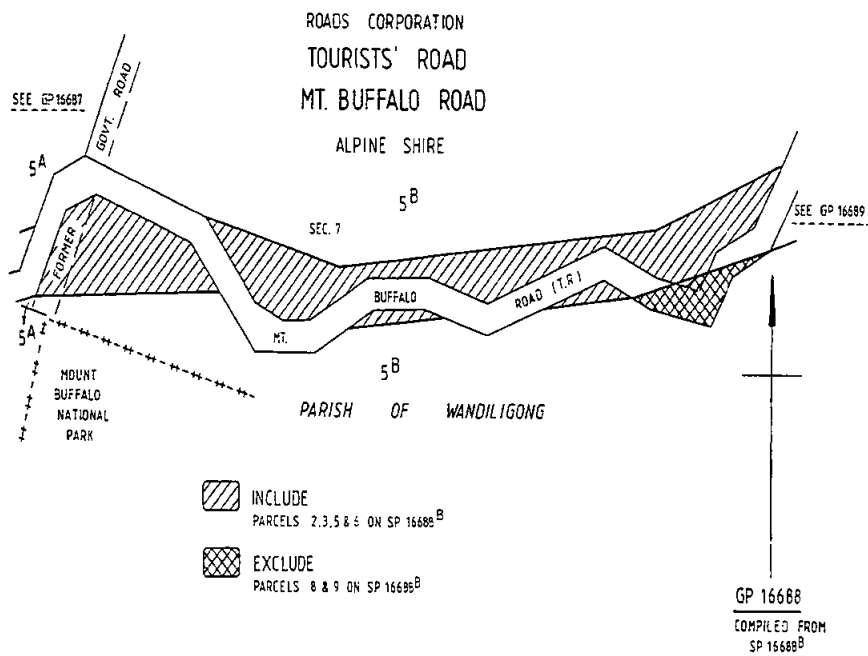 ROADS CORPORATION
TOURISTS' ROAD
MT. BUFFALO ROAD
ALPINE SHIRE
SEE GP 16687
GOVT. ROAD
5A
5B
SEC. 7
SEE GP 16689
FORMER
BUFFALO
ROAD (T.R)
MT.
5A
5B
MOUNT
BUFFALO
NATIONAL
PARK
PARISH OF WANDILIGONG
INCLUDE
PARCELS 2,3,5 & 6 ON SP 16688B
EXCLUDE
PARCELS 8 & 9 ON SP 16688B
GP 16688
COMPILED FROM
SP 16688B